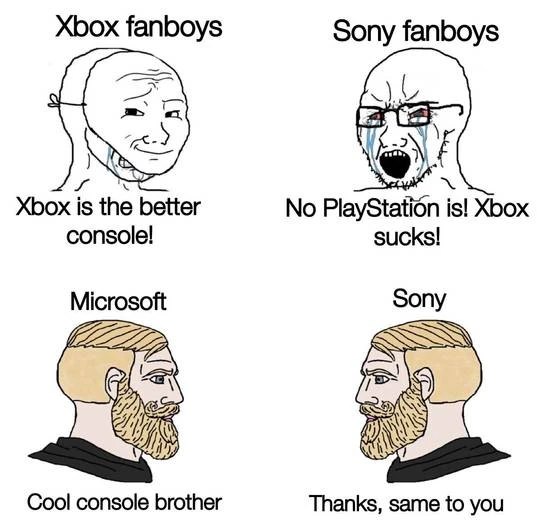 Xbox fanboys
Sony fanboys
Xbox is the better
console!
No PlayStation is! Xbox
sucks!
Microsoft
Sony
Cool console brother
Thanks, same to you